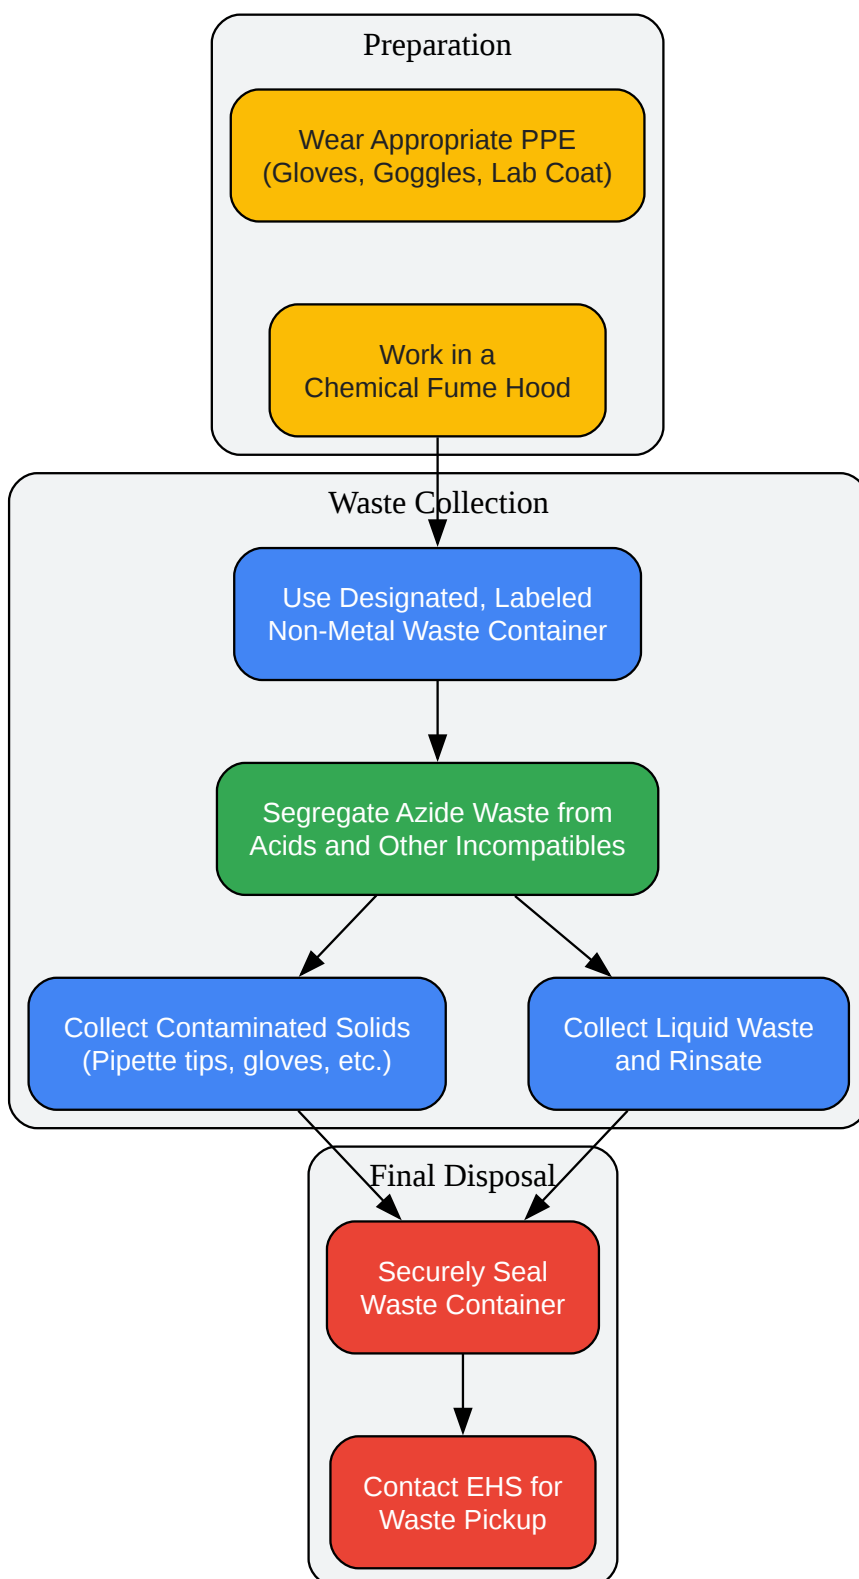 Preparation
Wear Appropriate PPE
(Gloves, Goggles, Lab Coat)
Work in a
Chemical Fume Hood
Waste Collection
Use Designated, Labeled
Non-Metal Waste Container
Segregate Azide Waste from
Acids and Other Incompatibles
Collect Contaminated Solids
(Pipette tips, gloves, etc.)
Collect Liquid Waste
and Rinsate
Final Disposal
Securely Seal
Waste Container
Contact EHS for
Waste Pickup